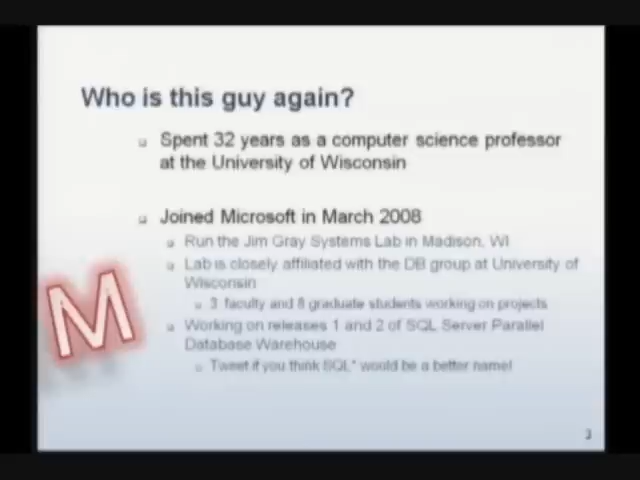 Who is this guy again?
Spent 32 years as a computer science professor
at the University of Wisconsin
Joined Microsoft in March 2008
Run the Jim Gray Systems Lab in Madison, WI
Lab is closely affiliated with the DB group at University of
Wisconsin
3 faculty and 8 graduate students working on projects
Working on releases 1 and 2 of SQL Server Parallel
Database Warehouse
Tweet if you think SQL* would be a better name!
M
3